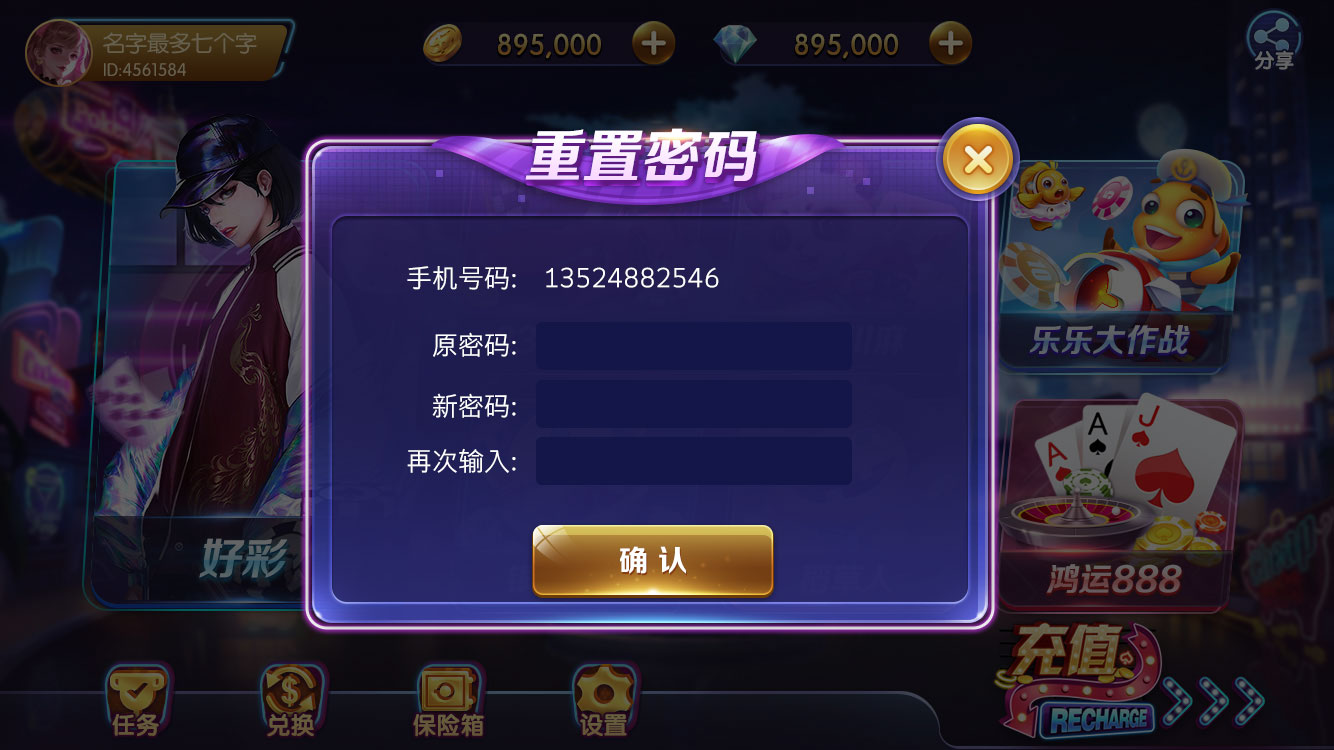 名字最多七个字
ID:4561584
895,000
895,000
分享
重置密码
手机号码: 13524882546
原密码:
新密码:
再次输入:
确认
好彩
乐乐大作战
A
A
J
鸿运888
任务
兑换
保险箱
设置
充值
RECHARGE